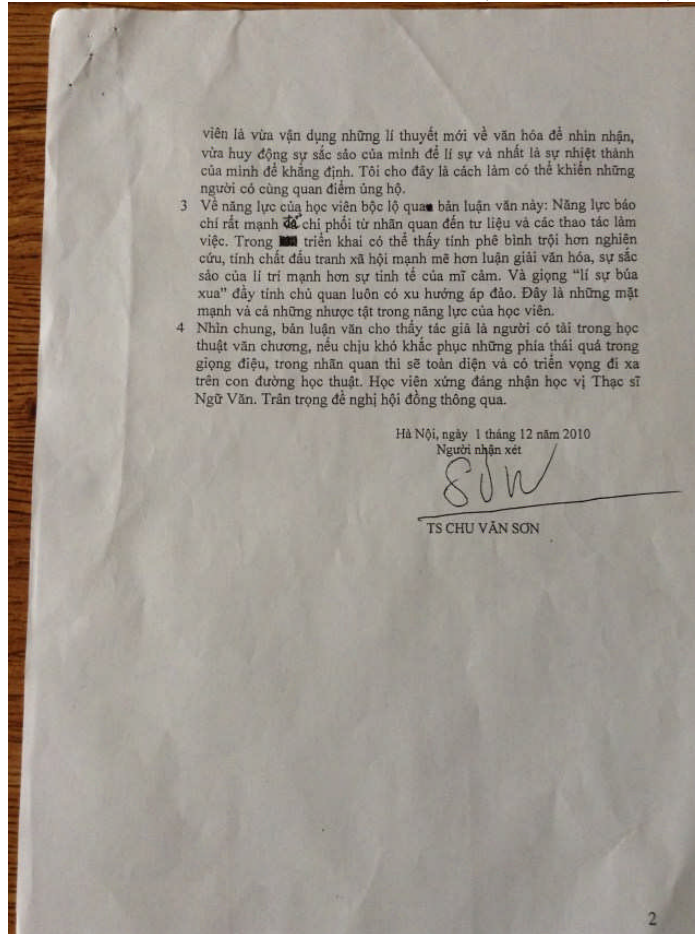 viên là vừa vận dụng những lí thuyết mới về văn hóa để nhìn nhận,
vừa huy động sự sắc sảo của mình để lí sự và nhất là sự nhiệt thành
của mình để khẳng định. Tôi cho đây là cách làm có thể khiến những
người có cùng quan điểm ủng hộ.
3 Về năng lực của học viên bộc lộ qua bản luận văn này: Năng lực báo
chí rất mạnh đã chi phối từ nhãn quan đến tư liệu và các thao tác làm
việc. Trong triển khai có thể thấy tính phê bình trội hơn nghiên
cứu, tính chất đấu tranh xã hội mạnh mẽ hơn luận giải văn hóa, sự sắc
sảo của lí trí mạnh hơn sự tinh tế của mĩ cảm. Và giọng “lí sự búa
xua” đầy tính chủ quan luôn có xu hướng áp đảo. Đây là những mặt
mạnh và cả những nhược tật trong năng lực của học viên.
4 Nhìn chung, bản luận văn cho thấy tác giả là người có tài trong học
thuật văn chương, nếu chịu khó khắc phục những phía thái quá trong
giọng điệu, trong nhãn quan thì sẽ toàn diện và có triển vọng đi xa
trên con đường học thuật. Học viên xứng đáng nhận học vị Thạc sĩ
Ngữ Văn. Trân trọng đề nghị hội đồng thông qua.
Hà Nội, ngày 1 tháng 12 năm 2010
Người nhận xét
SƠN
TS CHU VĂN SƠN
2